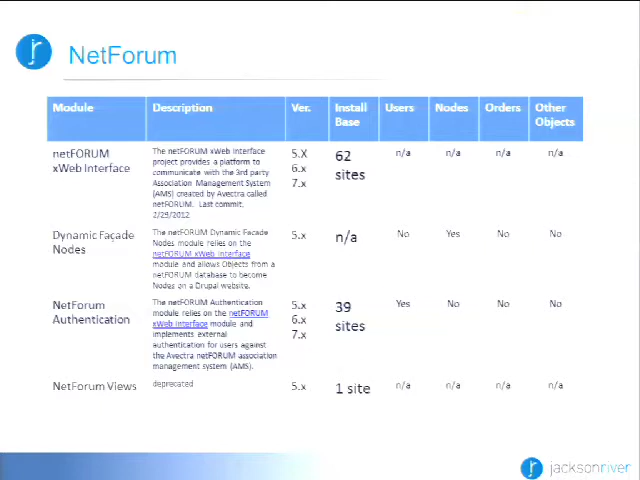 NetForum
Module Description Ver. Install Base Users Nodes Orders Other Objects
netFORUM
xWeb Interface
The netFORUM xWeb Interface
project provides a platform to
communicate with the 3rd party
Association Management System
(AMS) created by Avectra called
netFORUM. Last commit,
2/29/2012
5.X
6.x
7.x
62
sites
n/a n/a n/a n/a
Dynamic Façade
Nodes
The netFORUM Dynamic Facade
Nodes module relies on the
netFORUM xWeb Interface
module and allows Objects from a
netFORUM database to become
Nodes on a Drupal website.
5.x
n/a
No Yes No No
NetForum
Authentication
The netFORUM Authentication
module relies on the netFORUM
xWeb Interface module and
implements external
authentication for users against
the Avectra netFORUM association
management system (AMS).
5.x
6.x
7.x
39
sites
Yes No No No
NetForum Views deprecated 5.x 1 site n/a n/a n/a n/a
jacksonriver